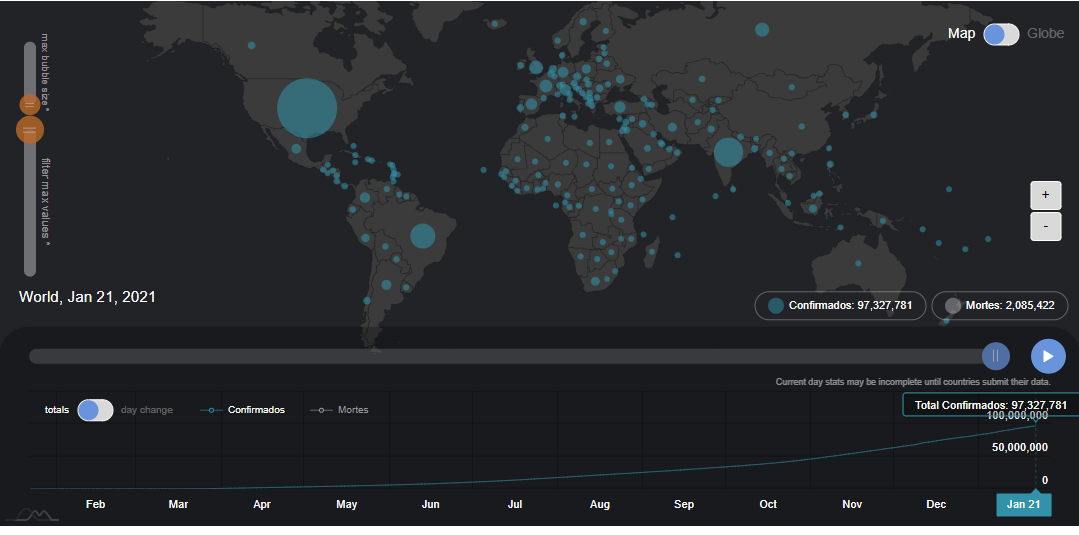 max bubble size *
Map
Globe
filter max values *
+
-
World, Jan 21, 2021
Confirmados: 97,327,781
Mortes: 2,085,422
Current day stats may be incomplete until countries submit their data.
totals
day change
Confirmados
Mortes
Total Confirmados: 97,327,781
100,000,000
50,000,000
0
Feb
Mar
Apr
May
Jun
Jul
Aug
Sep
Oct
Nov
Dec
Jan 21